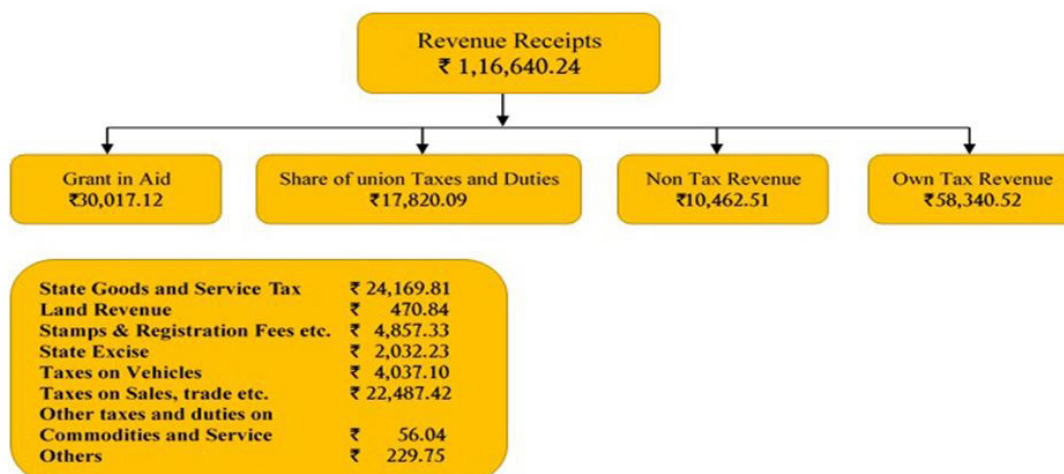 Revenue Receipts
₹ 1,16,640.24
Grant in Aid
₹30,017.12
Share of union Taxes and Duties
₹17,820.09
Non Tax Revenue
₹10,462.51
Own Tax Revenue
₹58,340.52
State Goods and Service Tax ₹ 24,169.81
Land Revenue ₹ 470.84
Stamps & Registration Fees etc. ₹ 4,857.33
State Excise ₹ 2,032.23
Taxes on Vehicles ₹ 4,037.10
Taxes on Sales, trade etc. ₹ 22,487.42
Other taxes and duties on
Commodities and Service ₹ 56.04
Others ₹ 229.75